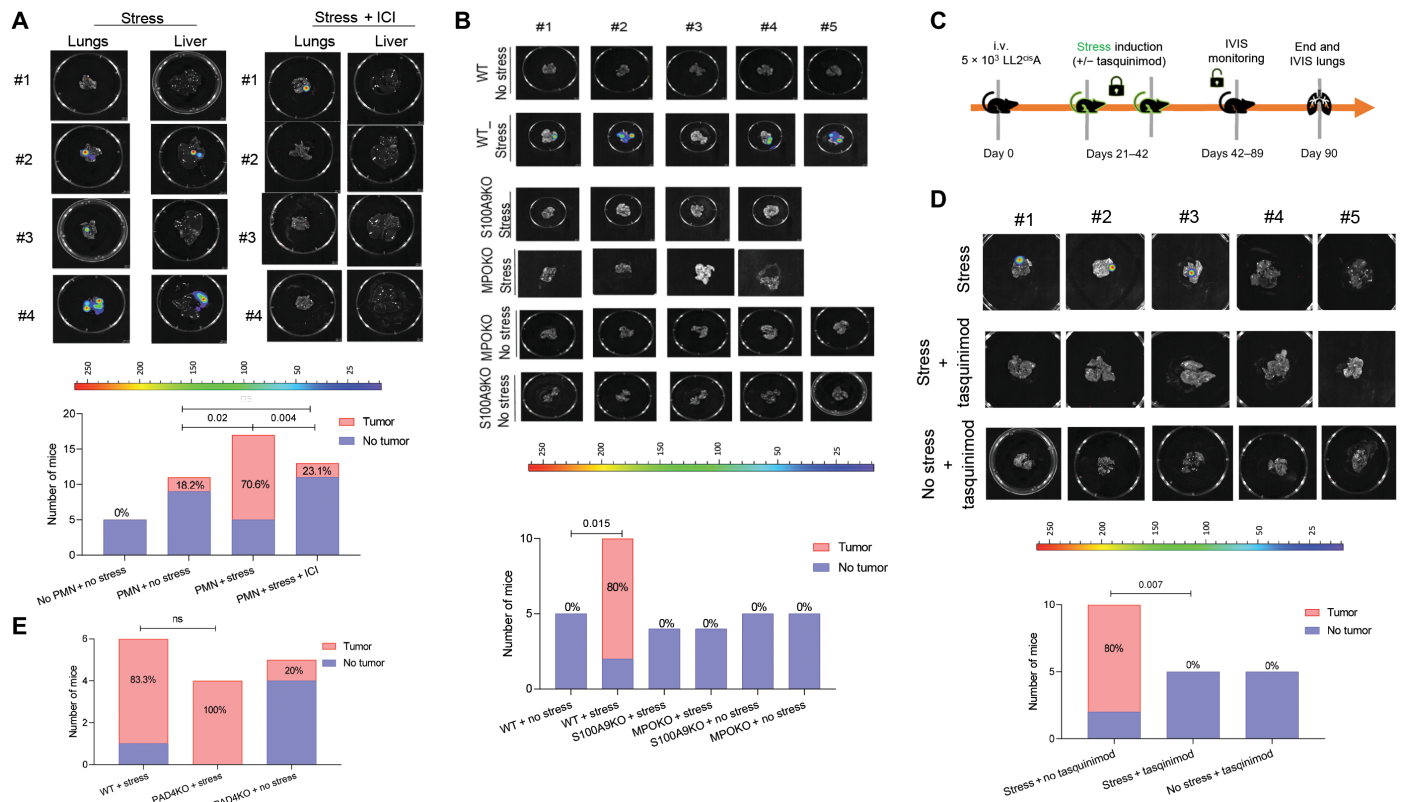 A
Stress
Stress + ICI
Lungs
Liver
Lungs
Liver
#1
#2
#3
#4
#1
#2
#3
#4
250
200
150
100
50
25
ns
0.02
0.004
Tumor
No tumor
Number of mice
20
15
10
5
0
0%
18.2%
70.6%
23.1%
No PMN + no stress
PMN + no stress
PMN + stress
PMN + stress + ICI
B
#1
#2
#3
#4
#5
WT
No stress
WT_
Stress
S100A9KO
Stress
MPOKO
Stress
MPOKO
No stress
S100A9KO
No stress
250
200
150
100
50
25
0.015
Tumor
No tumor
Number of mice
10
5
0
0%
80%
0%
0%
0%
0%
WT + no stress
WT + stress
S100A9KO + stress
MPOKO + stress
S100A9KO + no stress
MPOKO + no stress
C
i.v.
5 × 10³ LL2ᶜⁱˢA
Stress induction
(+/− tasquinimod)
IVIS
monitoring
End and
IVIS lungs
Day 0
Days 21–42
Days 42–89
Day 90
D
#1
#2
#3
#4
#5
Stress
Stress
+
tasquinimod
No stress
+
tasquinimod
250
200
150
100
50
25
0.007
Tumor
No tumor
Number of mice
10
5
0
80%
0%
0%
Stress + no tasquinimod
Stress + tasqinimod
No stress + tasqinimod
E
ns
Tumor
No tumor
Number of mice
6
4
2
0
83.3%
100%
20%
WT + stress
PAD4KO + stress
PAD4KO + no stress